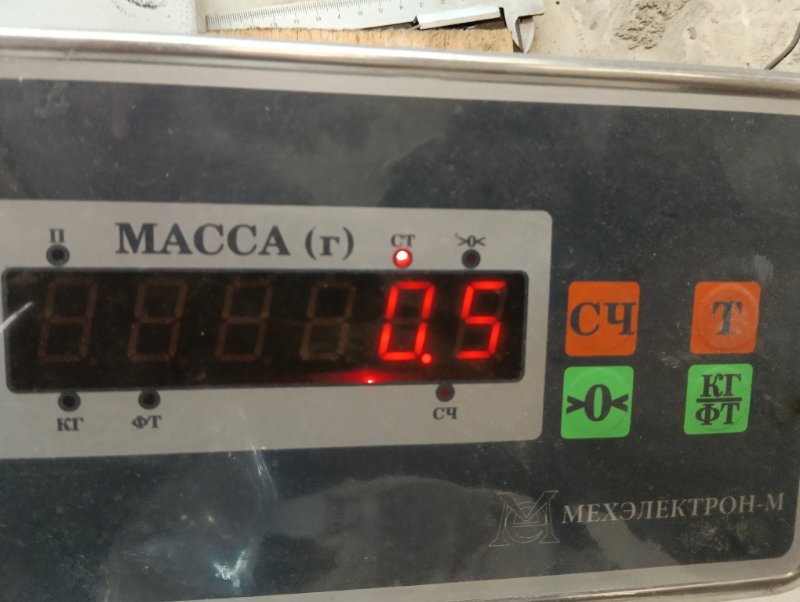 П МАССА (г) СТ >0<
0.5
СЧ Т
КГ ФТ СЧ
>0< КГ
ФТ
МЕХЭЛЕКТРОН-М